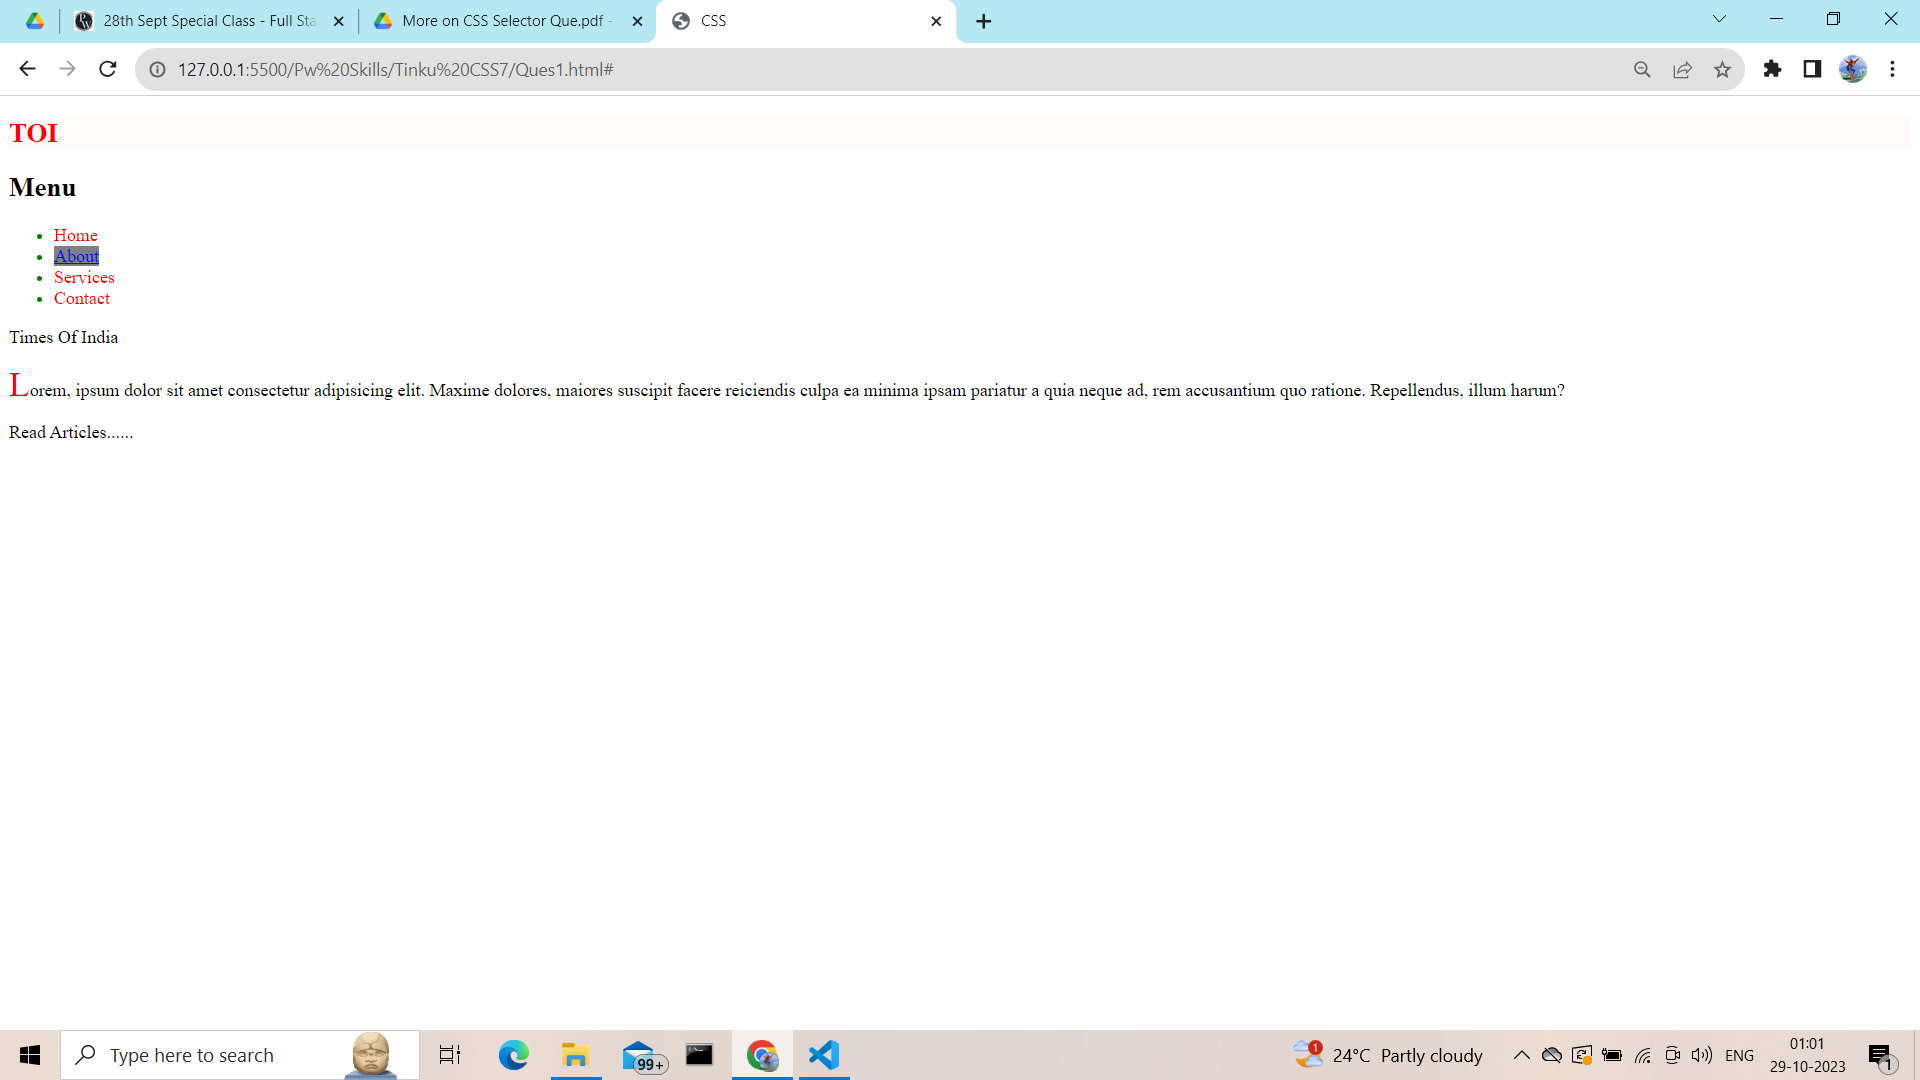 28th Sept Special Class - Full Sta
More on CSS Selector Que.pdf -
CSS
127.0.0.1:5500/Pw%20Skills/Tinku%20CSS7/Ques1.html#
TOI
Menu
Home
About
Services
Contact
Times Of India
Lorem, ipsum dolor sit amet consectetur adipisicing elit. Maxime dolores, maiores suscipit facere reiciendis culpa ea minima ipsam pariatur a quia neque ad, rem accusantium quo ratione. Repellendus, illum harum?
Read Articles......
Type here to search
99+
1
24°C Partly cloudy
ENG
01:01
29-10-2023
1